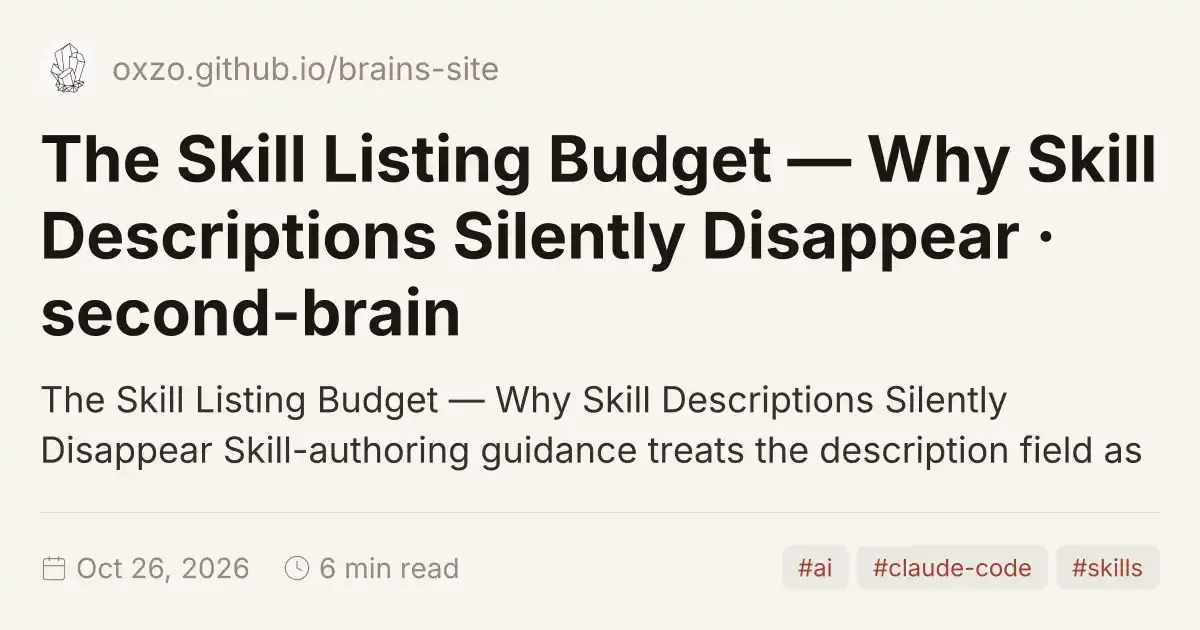 oxzo.github.io/brains-site
The Skill Listing Budget — Why Skill
Descriptions Silently Disappear ·
second-brain
The Skill Listing Budget — Why Skill Descriptions Silently
Disappear Skill-authoring guidance treats the description field as
Oct 26, 2026 6 min read #ai #claude-code #skills